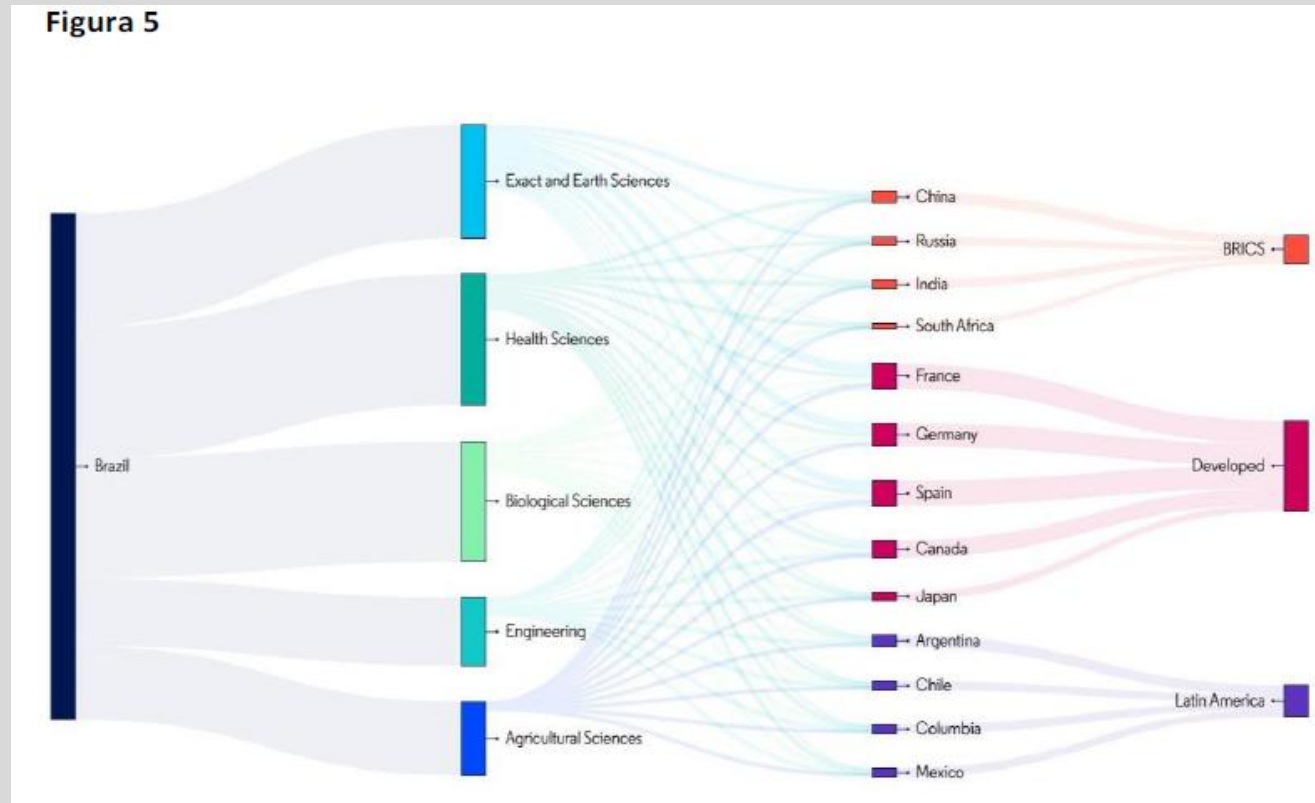 Figura 5
Brazil
Exact and Earth Sciences
Health Sciences
Biological Sciences
Engineering
Agricultural Sciences
China
Russia
India
South Africa
France
Germany
Spain
Canada
Japan
Argentina
Chile
Columbia
Mexico
BRICS
Developed
Latin America